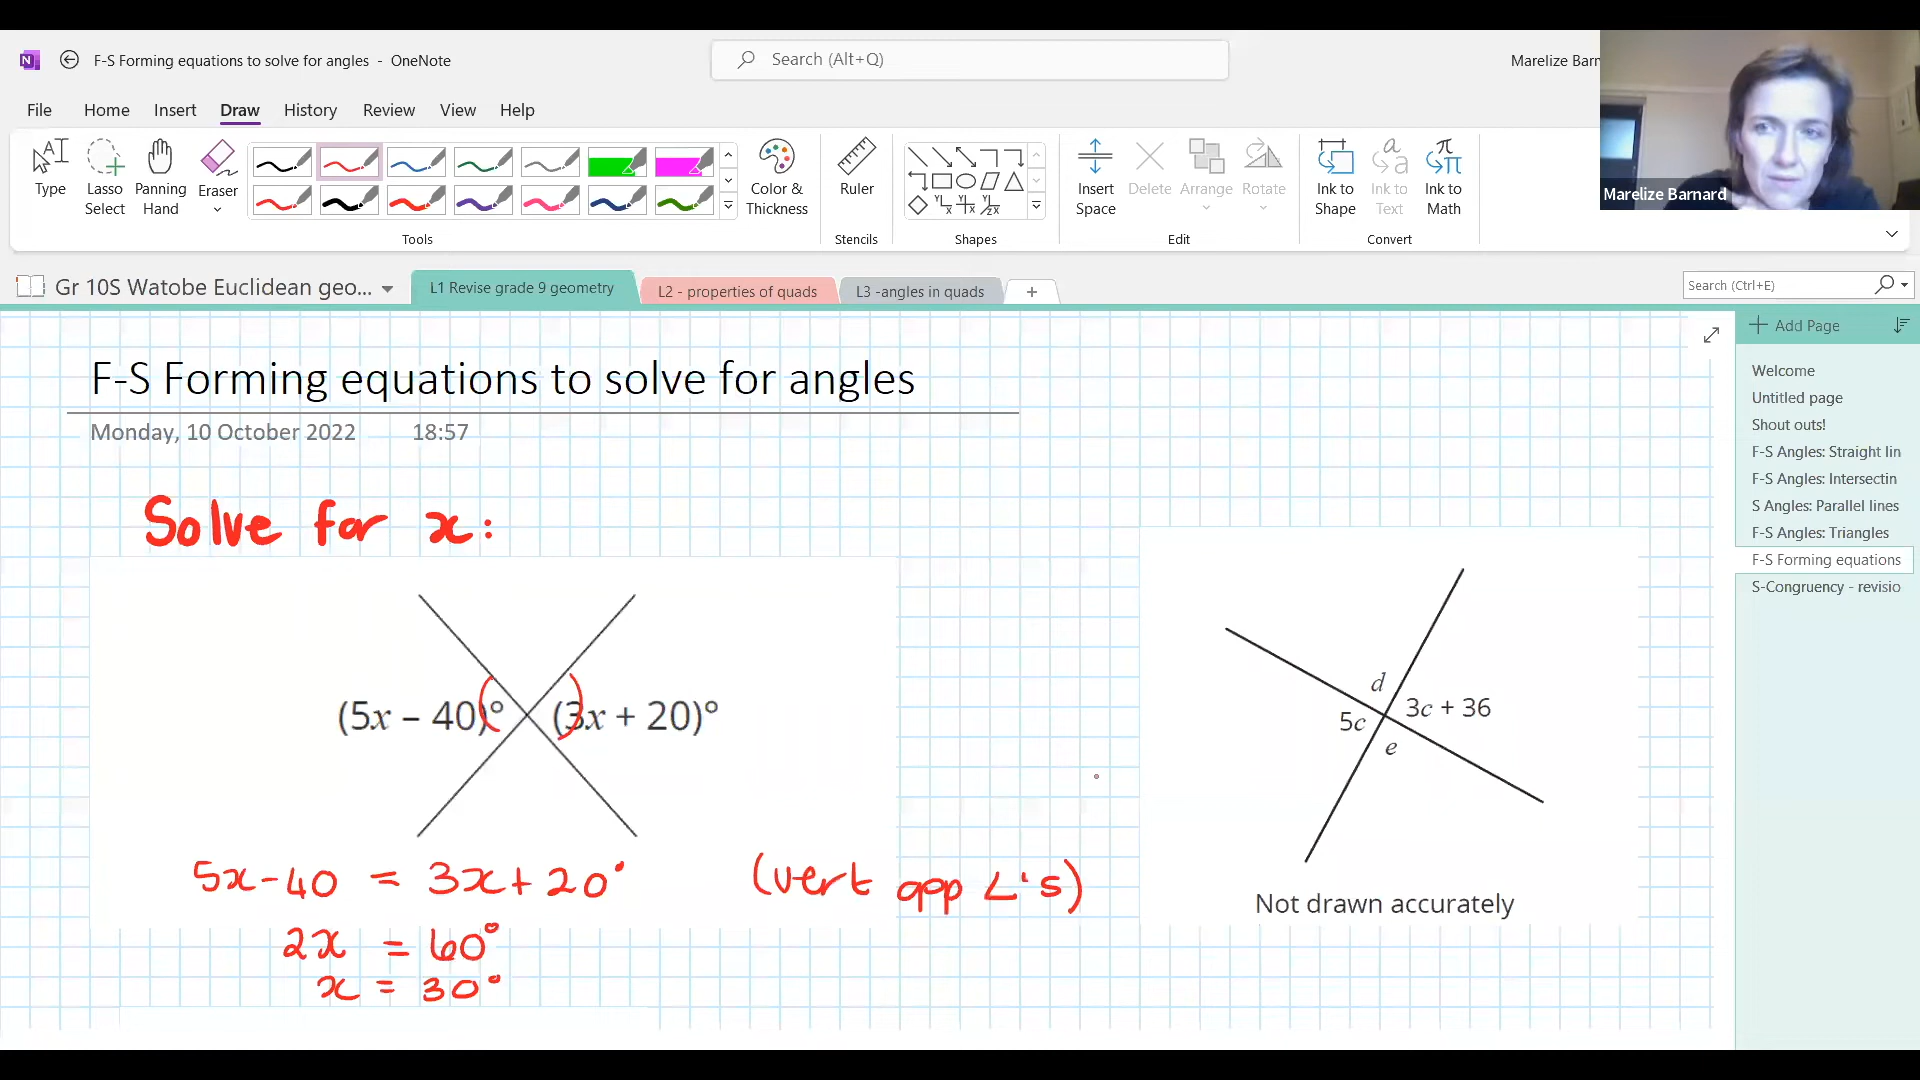 F-S Forming equations to solve for angles - OneNote
Search (Alt+Q)
Marelize Barn
File Home Insert Draw History Review View Help
Type
Lasso Select
Panning Hand
Eraser
Color & Thickness
Ruler
Insert Space
Delete
Arrange
Rotate
Ink to Shape
Ink to Text
Ink to Math
Marelize Barnard
Tools
Stencils
Shapes
Edit
Convert
Gr 10S Watobe Euclidean geo...
L1 Revise grade 9 geometry
L2 - properties of quads
L3 -angles in quads
Search (Ctrl+E)
Add Page
Welcome
Untitled page
Shout outs!
F-S Angles: Straight lin
F-S Angles: Intersectin
S Angles: Parallel lines
F-S Angles: Triangles
F-S Forming equations
S-Congruency - revisio
F-S Forming equations to solve for angles
Monday, 10 October 2022 18:57
Solve for x:
(5x – 40)° (3x + 20)°
d
5c 3c + 36
e
Not drawn accurately
5x-40 = 3x+20° (vert opp ∠'s)
2x = 60°
x = 30°